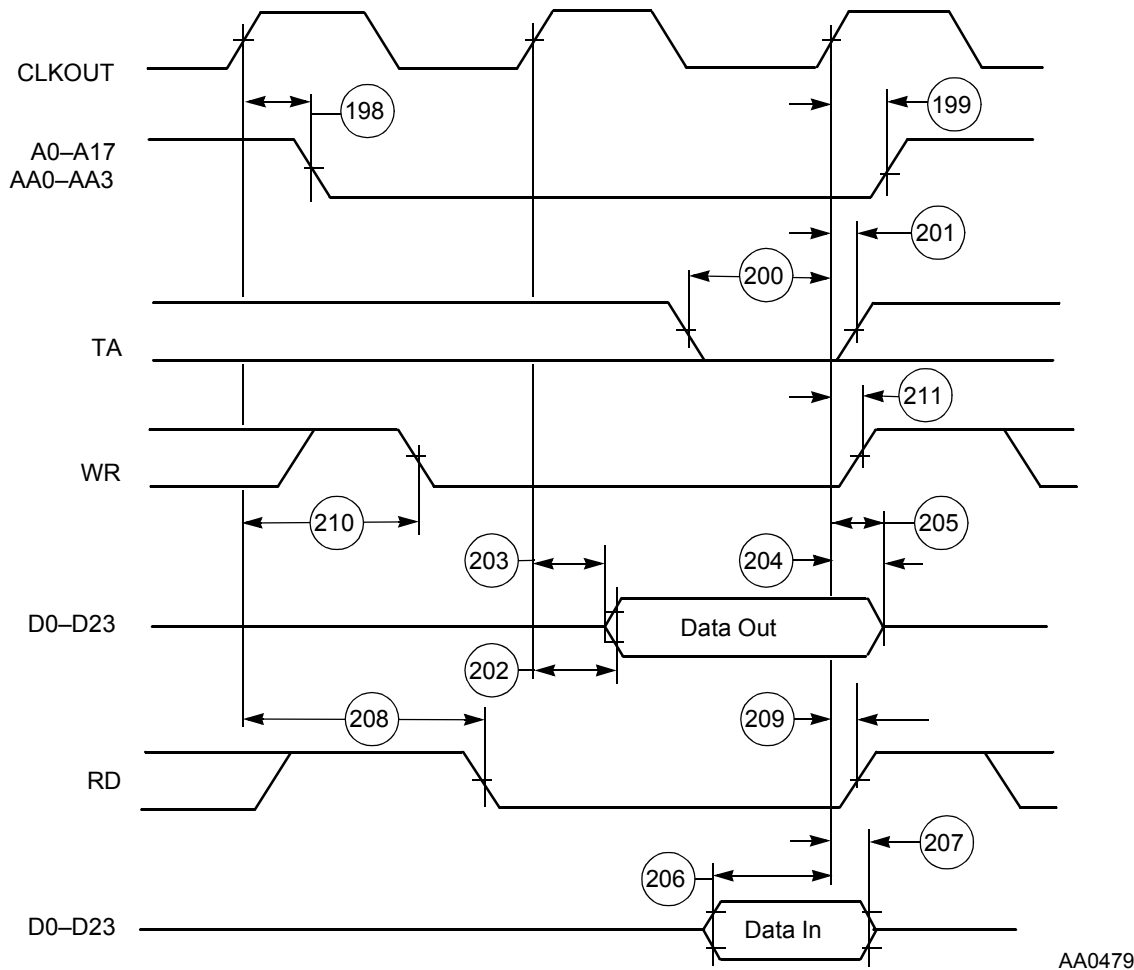 CLKOUT
198
199
A0–A17
AA0–AA3
201
200
TA
211
WR
210
205
203
204
D0–D23
Data Out
202
208
209
RD
207
206
D0–D23
Data In
AA0479